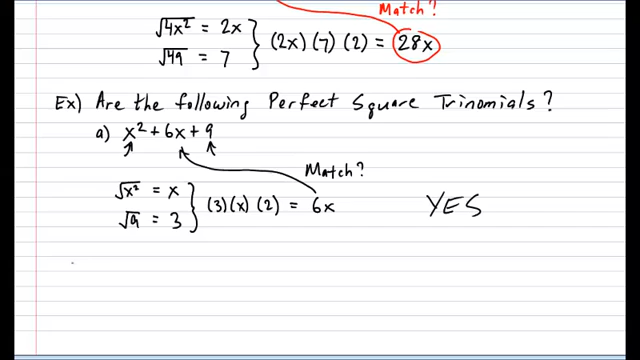 Match?
√4x² = 2x
√49 = 7
(2x) (7) (2) = 28x
Ex) Are the following Perfect Square Trinomials?
a) x² + 6x + 9
Match?
√x² = x
√9 = 3
(3)(x)(2) = 6x
YES